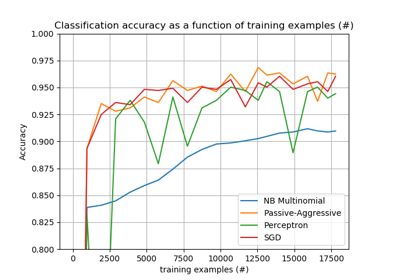 Classification accuracy as a function of training examples (#)
1.000
0.975
0.950
0.925
0.900
0.875
0.850
0.825
0.800
Accuracy
NB Multinomial
Passive-Aggressive
Perceptron
SGD
0 2500 5000 7500 10000 12500 15000 17500
training examples (#)